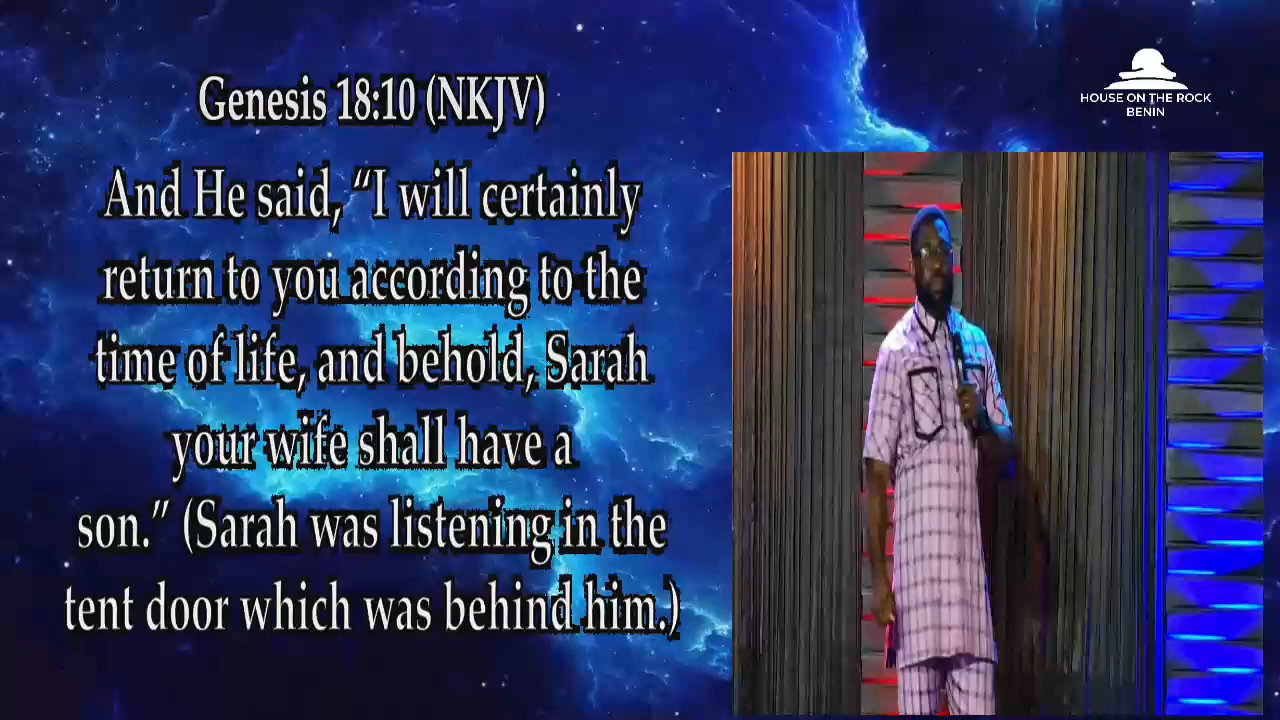 Genesis 18:10 (NKJV)
And He said, “I will certainly
return to you according to the
time of life, and behold, Sarah
your wife shall have a
son.” (Sarah was listening in the
tent door which was behind him.)
HOUSE ON THE ROCK
BENIN